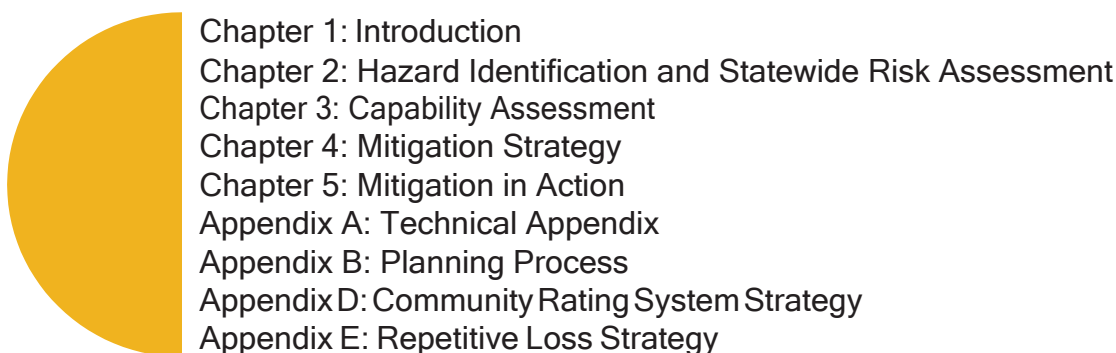 Chapter 1: Introduction
Chapter 2: Hazard Identification and Statewide Risk Assessment
Chapter 3: Capability Assessment
Chapter 4: Mitigation Strategy
Chapter 5: Mitigation in Action
Appendix A: Technical Appendix
Appendix B: Planning Process
Appendix D: Community Rating System Strategy
Appendix E: Repetitive Loss Strategy